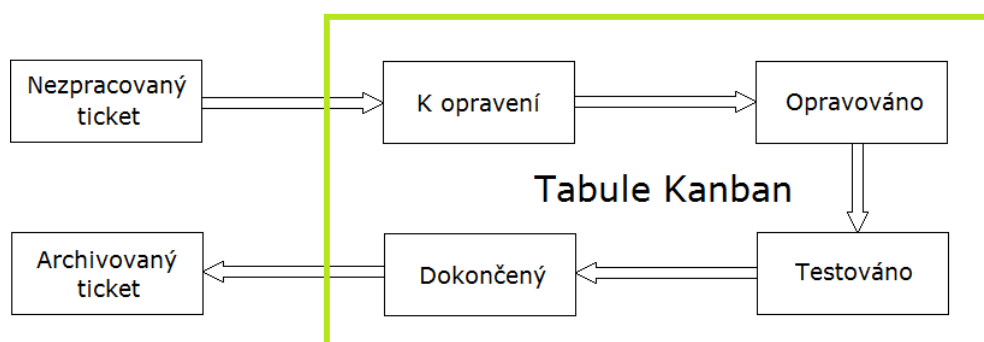 Nezpracovaný
ticket
K opravení
Opravováno
Tabule Kanban
Archivovaný
ticket
Dokončený
Testováno